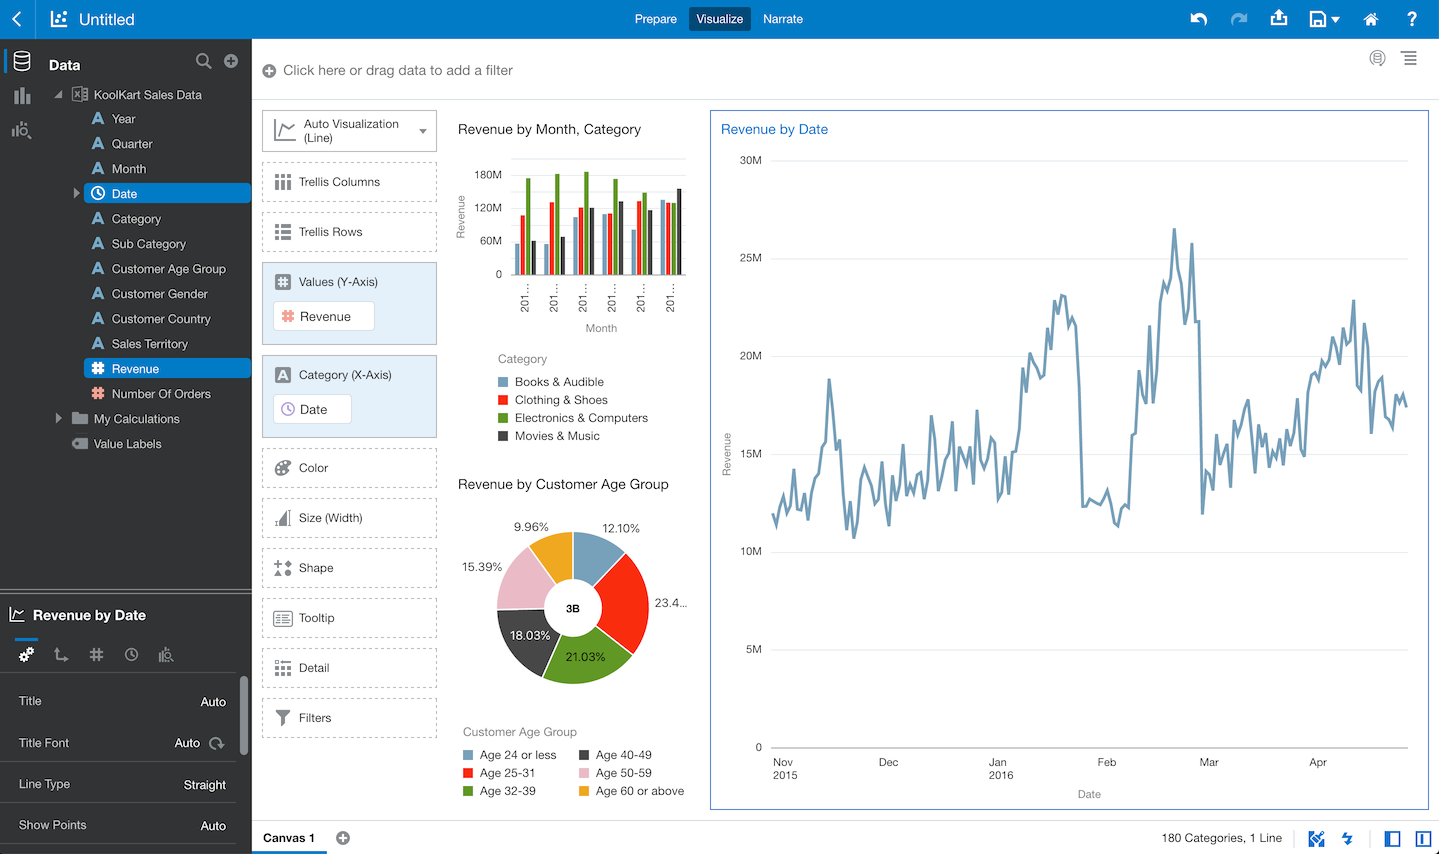 Untitled
Prepare
Visualize
Narrate
?
Data
KoolKart Sales Data
Year
Quarter
Month
Date
Category
Sub Category
Customer Age Group
Customer Gender
Customer Country
Sales Territory
Revenue
Number Of Orders
My Calculations
Value Labels
Revenue by Date
Title
Auto
Title Font
Auto
Line Type
Straight
Show Points
Auto
Click here or drag data to add a filter
Auto Visualization
(Line)
Trellis Columns
Trellis Rows
Values (Y-Axis)
Revenue
Category (X-Axis)
Date
Color
Size (Width)
Shape
Tooltip
Detail
Filters
Revenue by Month, Category
180M
120M
60M
0
Revenue
201...
201...
201...
201...
201...
201...
Month
Category
Books & Audible
Clothing & Shoes
Electronics & Computers
Movies & Music
Revenue by Customer Age Group
9.96%
12.10%
15.39%
23.4...
3B
18.03%
21.03%
Customer Age Group
Age 24 or less
Age 40-49
Age 25-31
Age 50-59
Age 32-39
Age 60 or above
Revenue by Date
30M
25M
20M
15M
10M
5M
0
Revenue
Nov
2015
Dec
Jan
2016
Feb
Mar
Apr
Date
Canvas 1
180 Categories, 1 Line